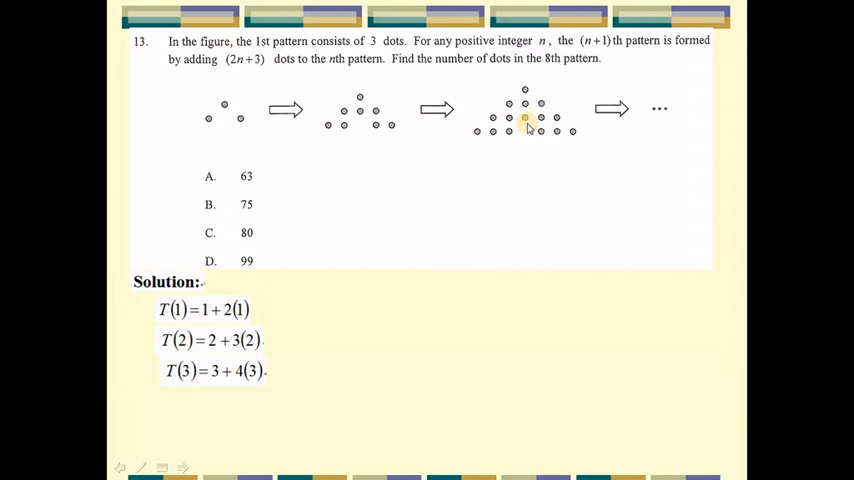 13. In the figure, the 1st pattern consists of 3 dots. For any positive integer n, the (n+1)th pattern is formed
by adding (2n+3) dots to the nth pattern. Find the number of dots in the 8th pattern.
...
A. 63
B. 75
C. 80
D. 99
Solution:
T(1)=1+2(1)
T(2)=2+3(2)
T(3)=3+4(3)